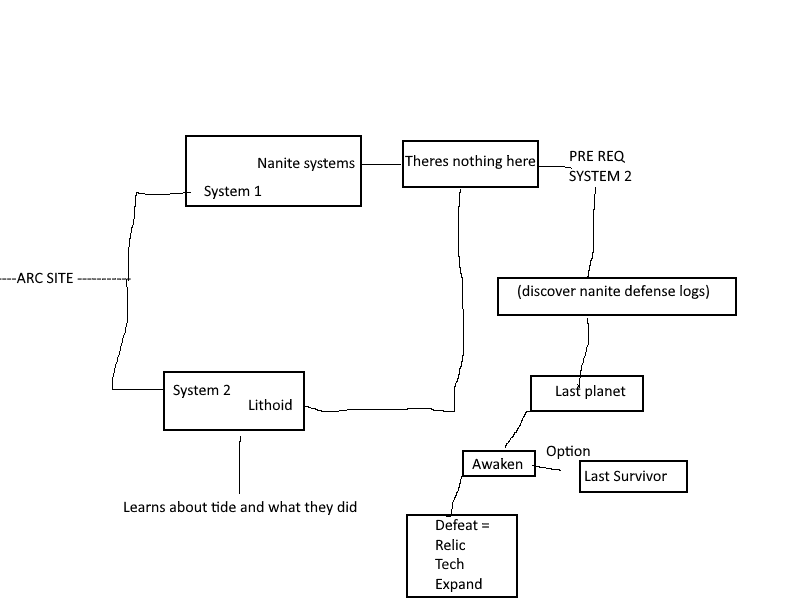 Nanite systems
System 1
Theres nothing here
PRE REQ
SYSTEM 2
----ARC SITE -----------
(discover nanite defense logs)
System 2
Lithoid
Last planet
Awaken
Option
Last Survivor
Learns about tide and what they did
Defeat =
Relic
Tech
Expand